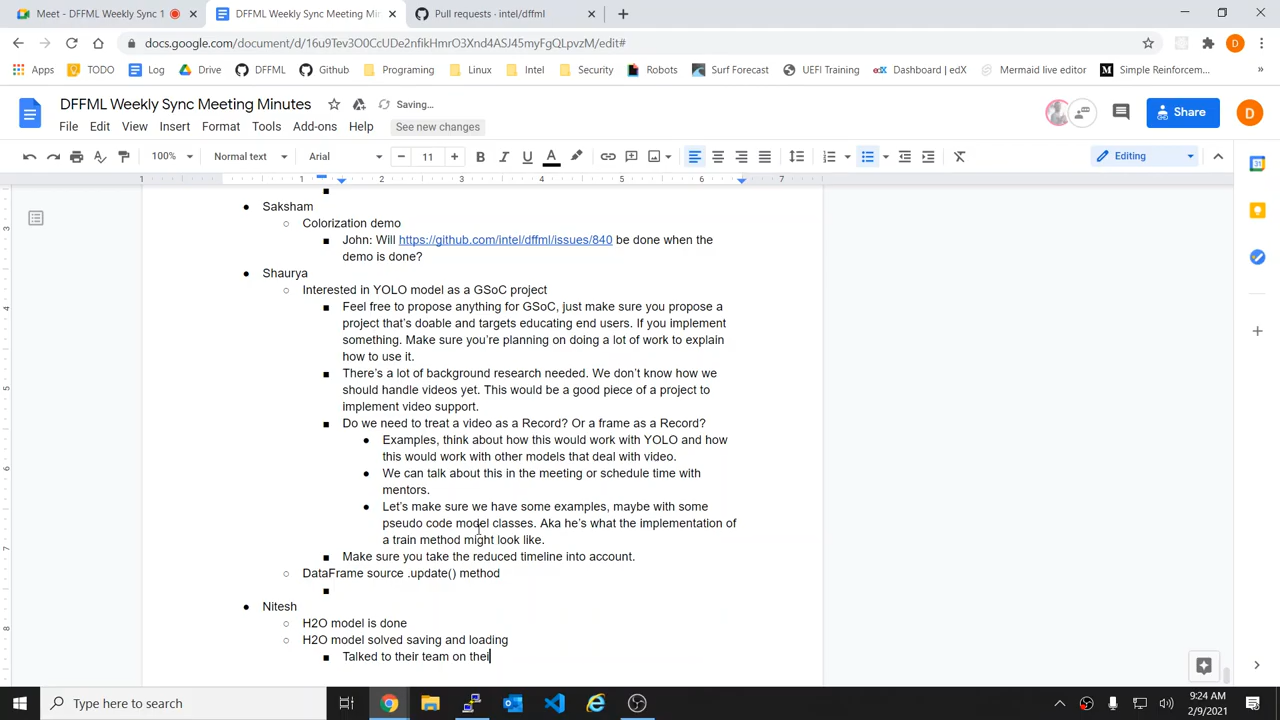 Meet - DFFML Weekly Sync 1
DFFML Weekly Sync Meeting Mi
Pull requests · intel/dffml
docs.google.com/document/d/16u9Tev3O0CcUDe2nfikHmrO3Xnd4ASJ45myFgQLpvzM/edit#
Apps TODO Log Drive DFFML Github Programing Linux Intel Security Robots Surf Forecast UEFI Training Dashboard | edX Mermaid live editor Simple Reinforcem...
DFFML Weekly Sync Meeting Minutes
Saving...
File Edit View Insert Format Tools Add-ons Help See new changes
Share
D
100% Normal text Arial 11 Editing
1 1 2 3 4 5 6 7
Saksham
Colorization demo
John: Will https://github.com/intel/dffml/issues/840 be done when the
demo is done?
Shaurya
Interested in YOLO model as a GSoC project
Feel free to propose anything for GSoC, just make sure you propose a
project that's doable and targets educating end users. If you implement
something. Make sure you're planning on doing a lot of work to explain
how to use it.
There's a lot of background research needed. We don't know how we
should handle videos yet. This would be a good piece of a project to
implement video support.
Do we need to treat a video as a Record? Or a frame as a Record?
Examples, think about how this would work with YOLO and how
this would work with other models that deal with video.
We can talk about this in the meeting or schedule time with
mentors.
Let's make sure we have some examples, maybe with some
pseudo code model classes. Aka he's what the implementation of
a train method might look like.
Make sure you take the reduced timeline into account.
DataFrame source .update() method
Nitesh
H2O model is done
H2O model solved saving and loading
Talked to their team on thei
Type here to search
9:24 AM
2/9/2021